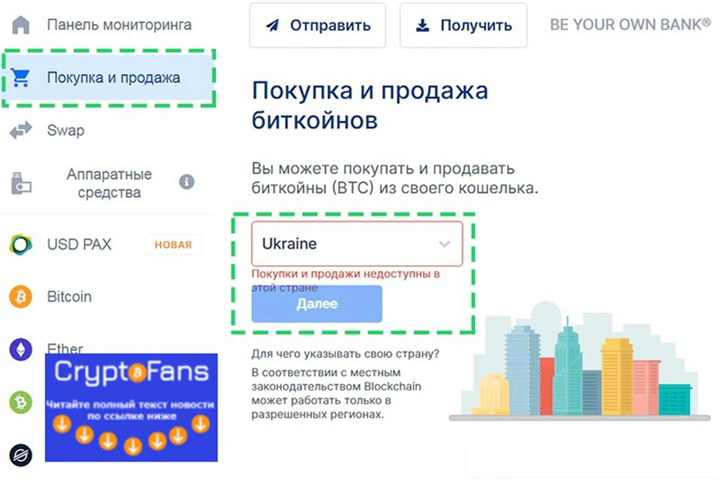 Панель мониторинга
Покупка и продажа
Swap
Аппаратные
средства
USD PAX
НОВАЯ
Bitcoin
Ether
CryptoFans
Читайте полный текст новости
по ссылке ниже
Отправить
Получить
BE YOUR OWN BANK®
Покупка и продажа
биткойнов
Вы можете покупать и продавать
биткойны (BTC) из своего кошелька.
Ukraine
Покупки и продажи недоступны в
этой стране
Далее
Для чего указывать свою страну?
В соответствии с местным
законодательством Blockchain
может работать только в
разрешенных регионах.